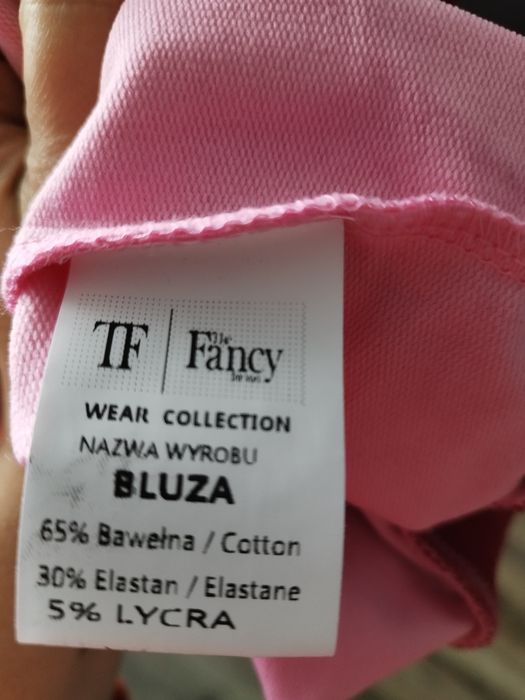 TF The Fancy
WEAR COLLECTION
NAZWA WYROBU
BLUZA
65% Bawełna / Cotton
30% Elastan / Elastane
5% LYCRA